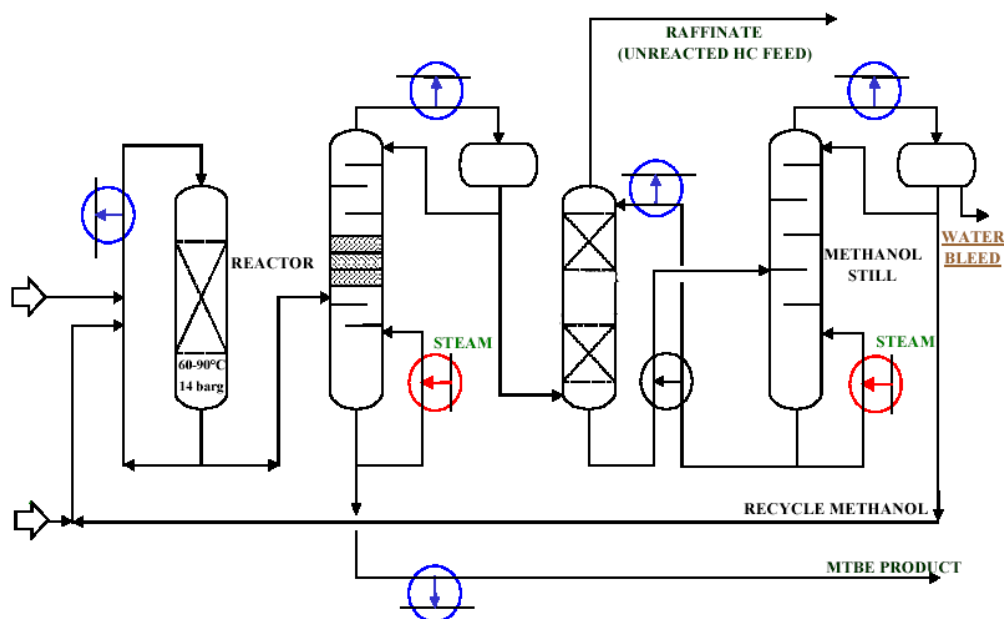 RAFFINATE
(UNREACTED HC FEED)
REACTOR
METHANOL
STILL
WATER
BLEED
STEAM
STEAM
60-90°C
14 barg
RECYCLE METHANOL
MTBE PRODUCT